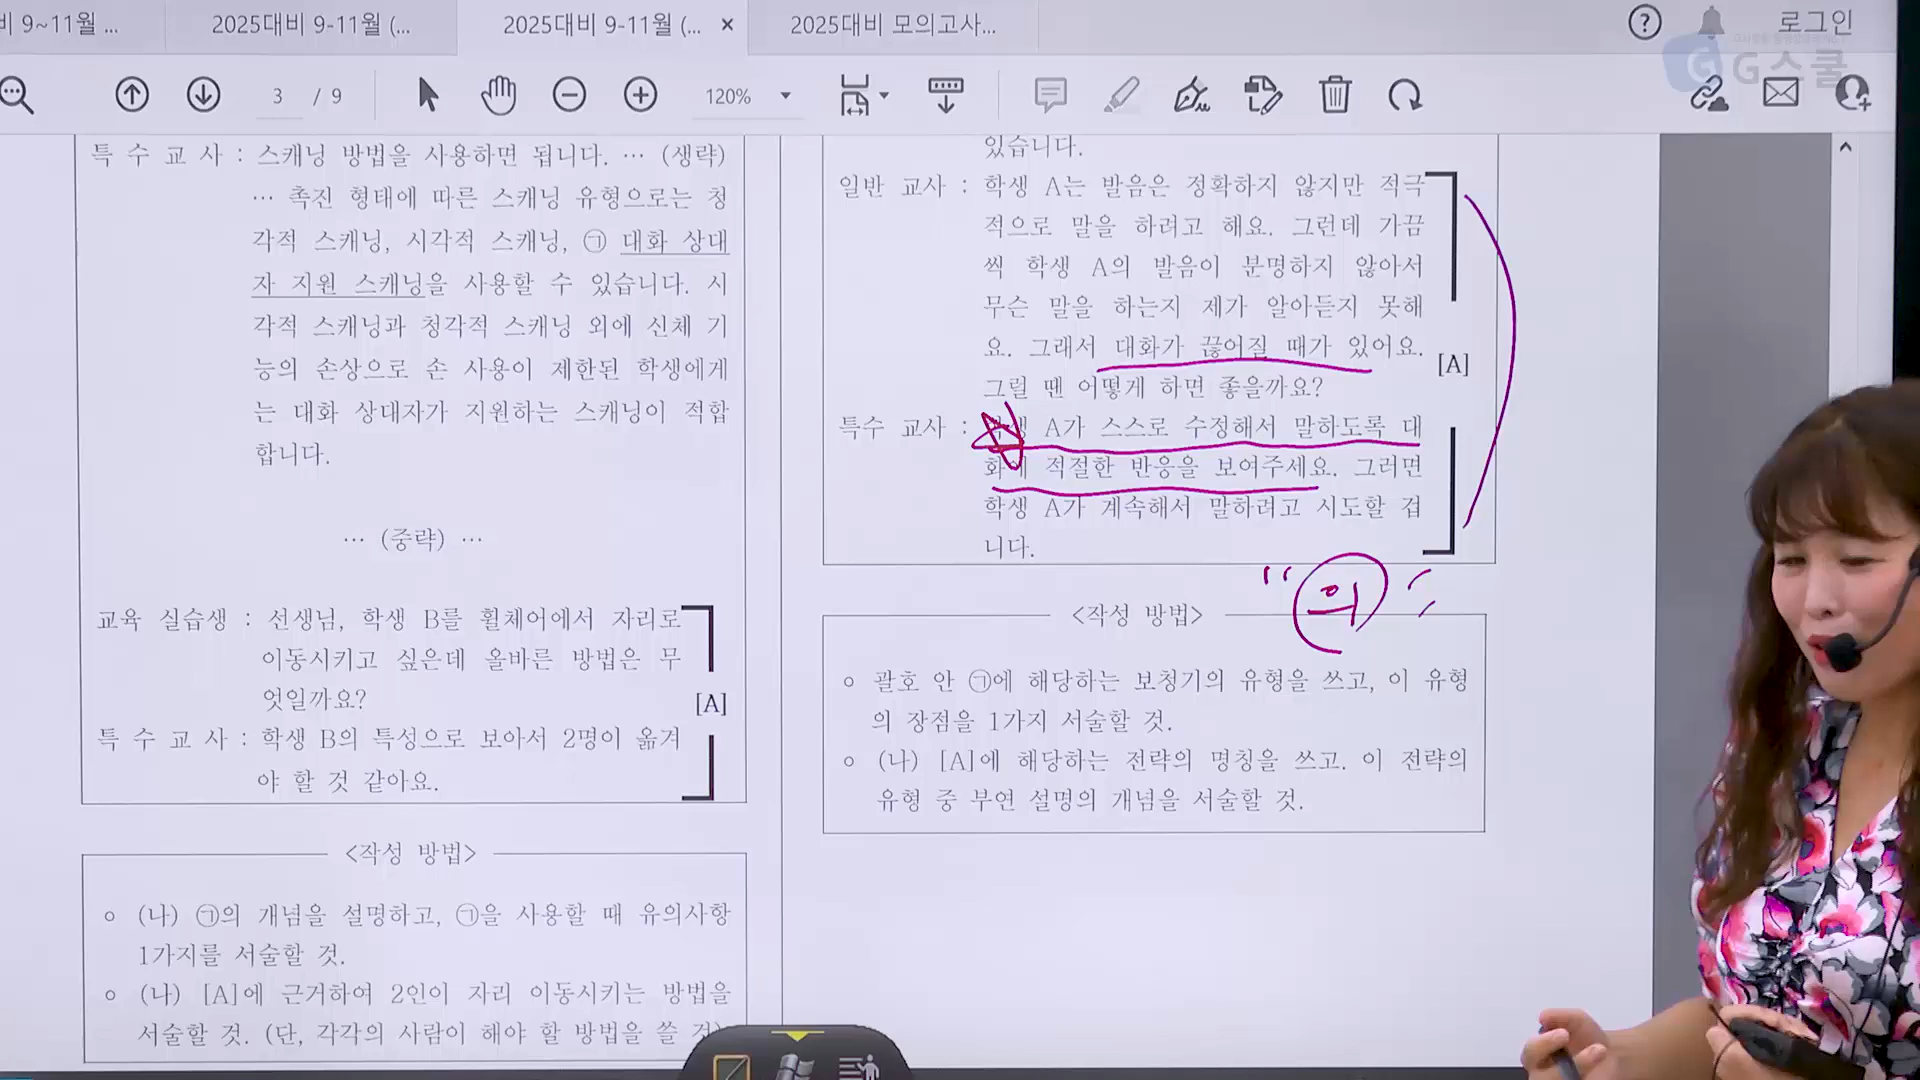 비 9~11월 ...
2025대비 9-11월 (...
2025대비 9-11월 (... ×
2025대비 모의고사...
로그인
G스쿨
3 / 9
120%
특 수 교 사 : 스캐닝 방법을 사용하면 됩니다. … (생략)
… 촉진 형태에 따른 스캐닝 유형으로는 청
각적 스캐닝, 시각적 스캐닝, ㉠ 대화 상대
자 지원 스캐닝을 사용할 수 있습니다. 시
각적 스캐닝과 청각적 스캐닝 외에 신체 기
능의 손상으로 손 사용이 제한된 학생에게
는 대화 상대자가 지원하는 스캐닝이 적합
합니다.
… (중략) …
교육 실습생 : 선생님, 학생 B를 휠체어에서 자리로
이동시키고 싶은데 올바른 방법은 무
엇일까요?
[A]
특 수 교 사 : 학생 B의 특성으로 보아서 2명이 옮겨
야 할 것 같아요.
<작성 방법>
○ (나) ㉠의 개념을 설명하고, ㉠을 사용할 때 유의사항
1가지를 서술할 것.
○ (나) [A]에 근거하여 2인이 자리 이동시키는 방법을
서술할 것. (단, 각각의 사람이 해야 할 방법을 쓸 것)
있습니다.
일반 교사 : 학생 A는 발음은 정확하지 않지만 적극
적으로 말을 하려고 해요. 그런데 가끔
씩 학생 A의 발음이 분명하지 않아서
무슨 말을 하는지 제가 알아듣지 못해
요. 그래서 대화가 끊어질 때가 있어요.
[A]
그럴 땐 어떻게 하면 좋을까요?
특수 교사 : 학생 A가 스스로 수정해서 말하도록 대
화에 적절한 반응을 보여주세요. 그러면
학생 A가 계속해서 말하려고 시도할 겁
니다.
"의"
<작성 방법>
○ 괄호 안 ㉠에 해당하는 보청기의 유형을 쓰고, 이 유형
의 장점을 1가지 서술할 것.
○ (나) [A]에 해당하는 전략의 명칭을 쓰고. 이 전략의
유형 중 부연 설명의 개념을 서술할 것.